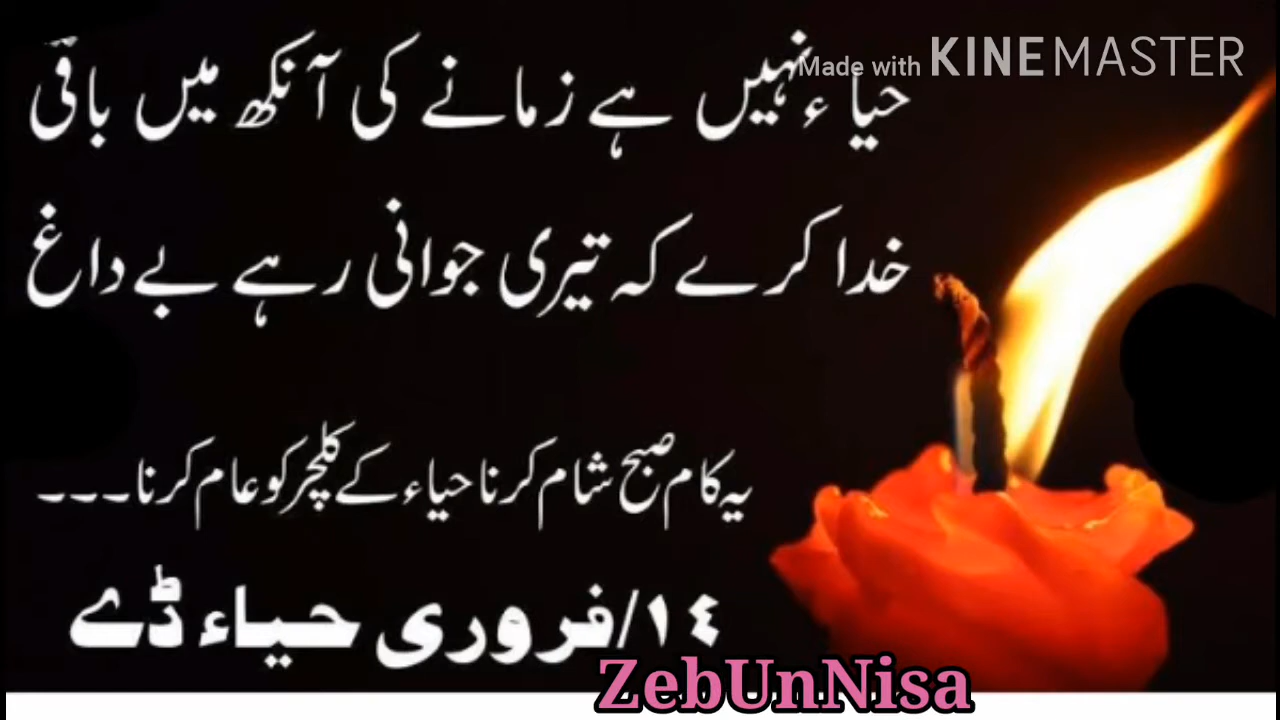 Made with KINEMASTER
حیاء نہیں ہے زمانے کی آنکھ میں باقی
خدا کرے کہ تیری جوانی رہے بے داغ
یہ کام صبح شام کرنا حیاء کے کلچر کو عام کرنا۔۔۔
١٤/فروری حیاء ڈے
ZebUnNisa